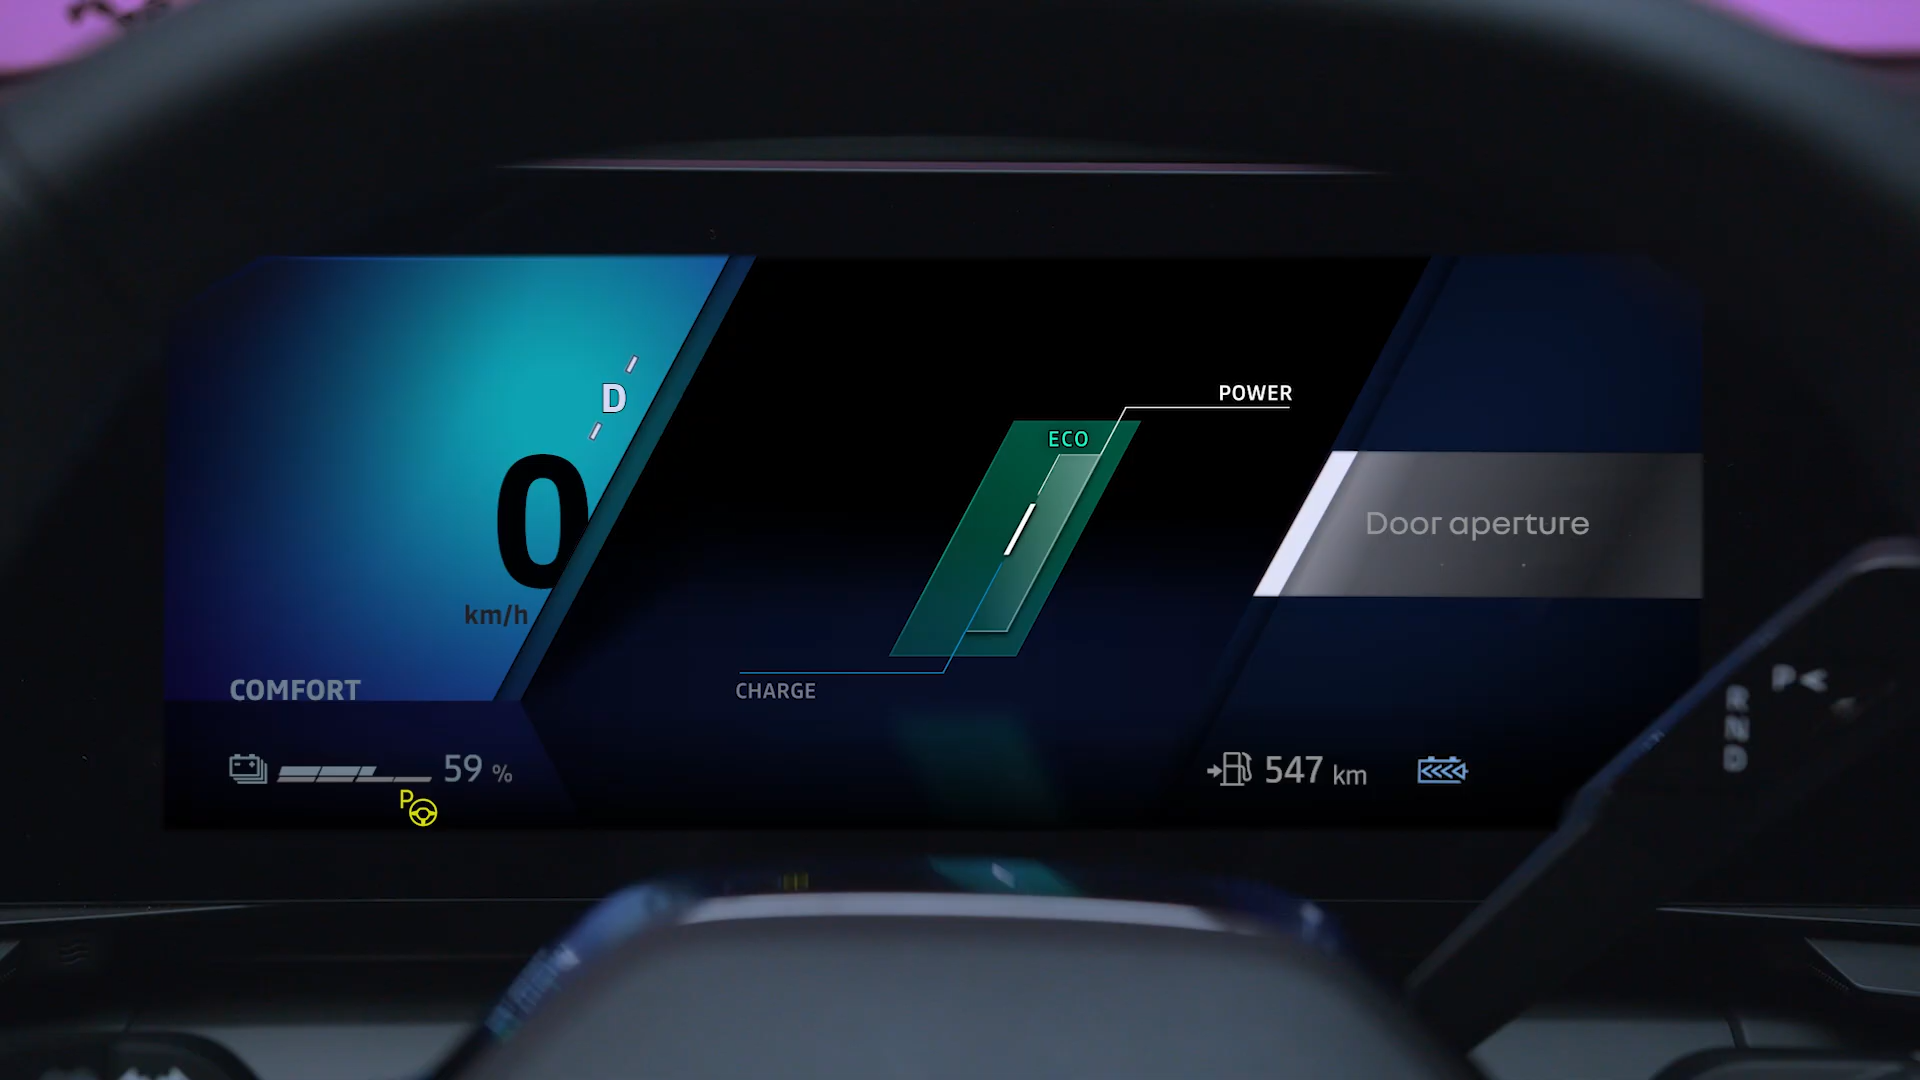 D
0
km/h
COMFORT
59 %
P
POWER
ECO
CHARGE
Door aperture
547 km
P
R
N
D